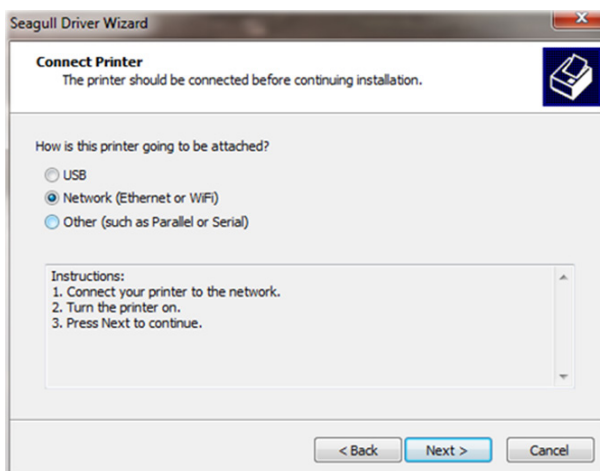 Seagull Driver Wizard
Connect Printer
The printer should be connected before continuing installation.
How is this printer going to be attached?
USB
Network (Ethernet or WiFi)
Other (such as Parallel or Serial)
Instructions:
1. Connect your printer to the network.
2. Turn the printer on.
3. Press Next to continue.
< Back Next > Cancel